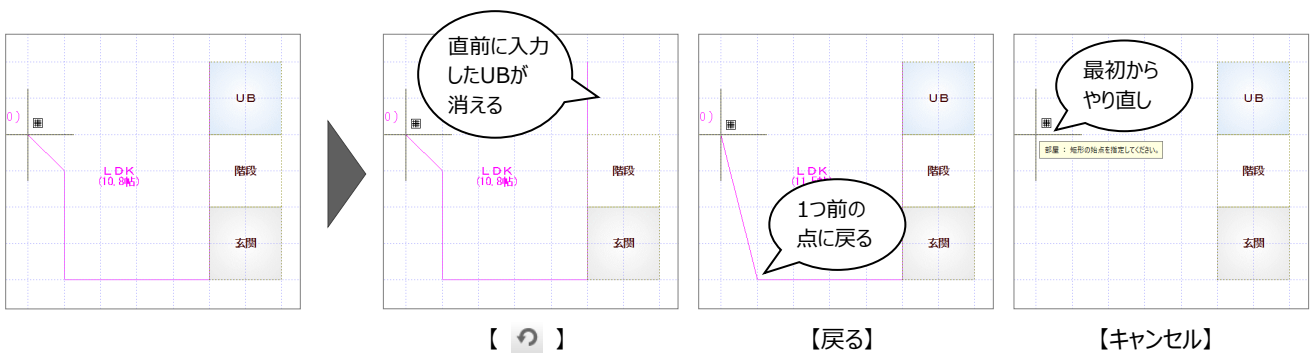 UB
0)
LDK
(10.8帖)
階段
玄関
直前に入力
したUBが
消える
0)
LDK
(10.8帖)
階段
玄関
【 】
UB
0)
LDK
階段
1つ前の
点に戻る
玄関
【戻る】
最初から
やり直し
UB
部屋 : 矩形の始点を指定してください。
階段
玄関
【キャンセル】